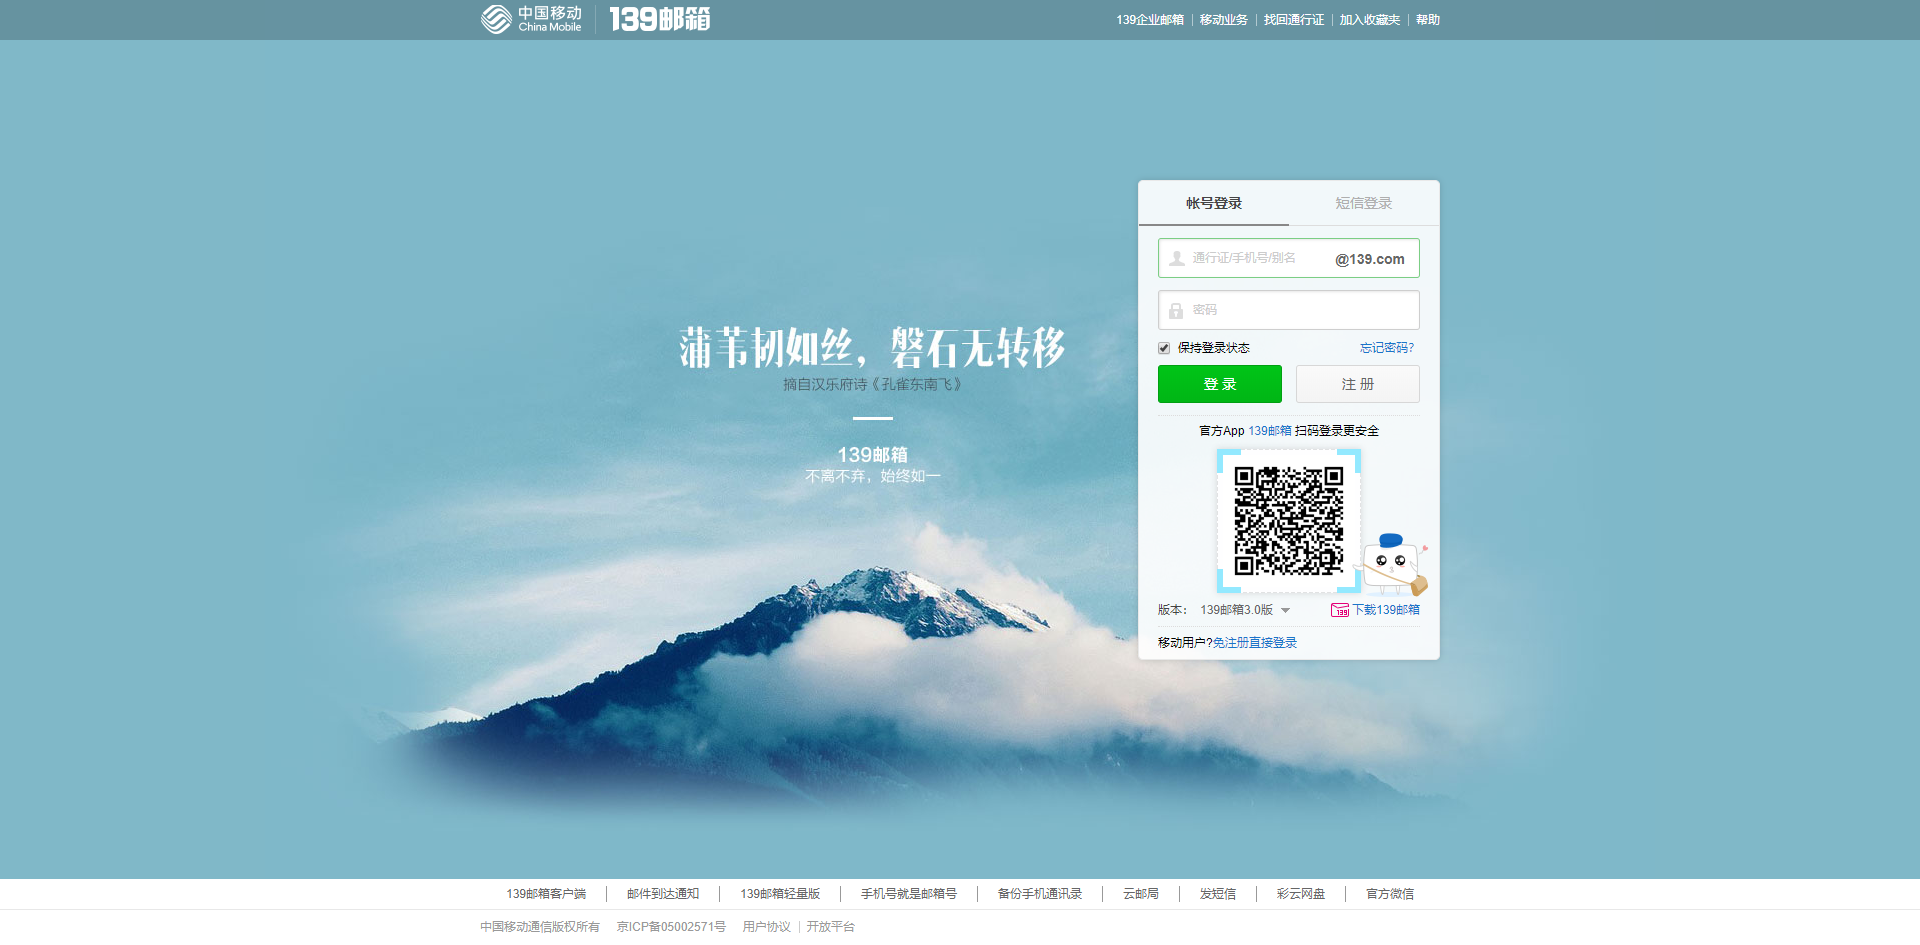 中国移动
China Mobile
139邮箱
139企业邮箱 | 移动业务 | 找回通行证 | 加入收藏夹 | 帮助
帐号登录 短信登录
通行证/手机号/别名 @139.com
密码
保持登录状态 忘记密码?
登 录 注 册
官方App 139邮箱 扫码登录更安全
版本： 139邮箱3.0版 下载139邮箱
移动用户?免注册直接登录
蒲苇韧如丝，磐石无转移
摘自汉乐府诗《孔雀东南飞》
139邮箱
不离不弃，始终如一
139邮箱客户端 | 邮件到达通知 | 139邮箱轻量版 | 手机号就是邮箱号 | 备份手机通讯录 | 云邮局 | 发短信 | 彩云网盘 | 官方微信
中国移动通信版权所有 京ICP备05002571号 用户协议 | 开放平台